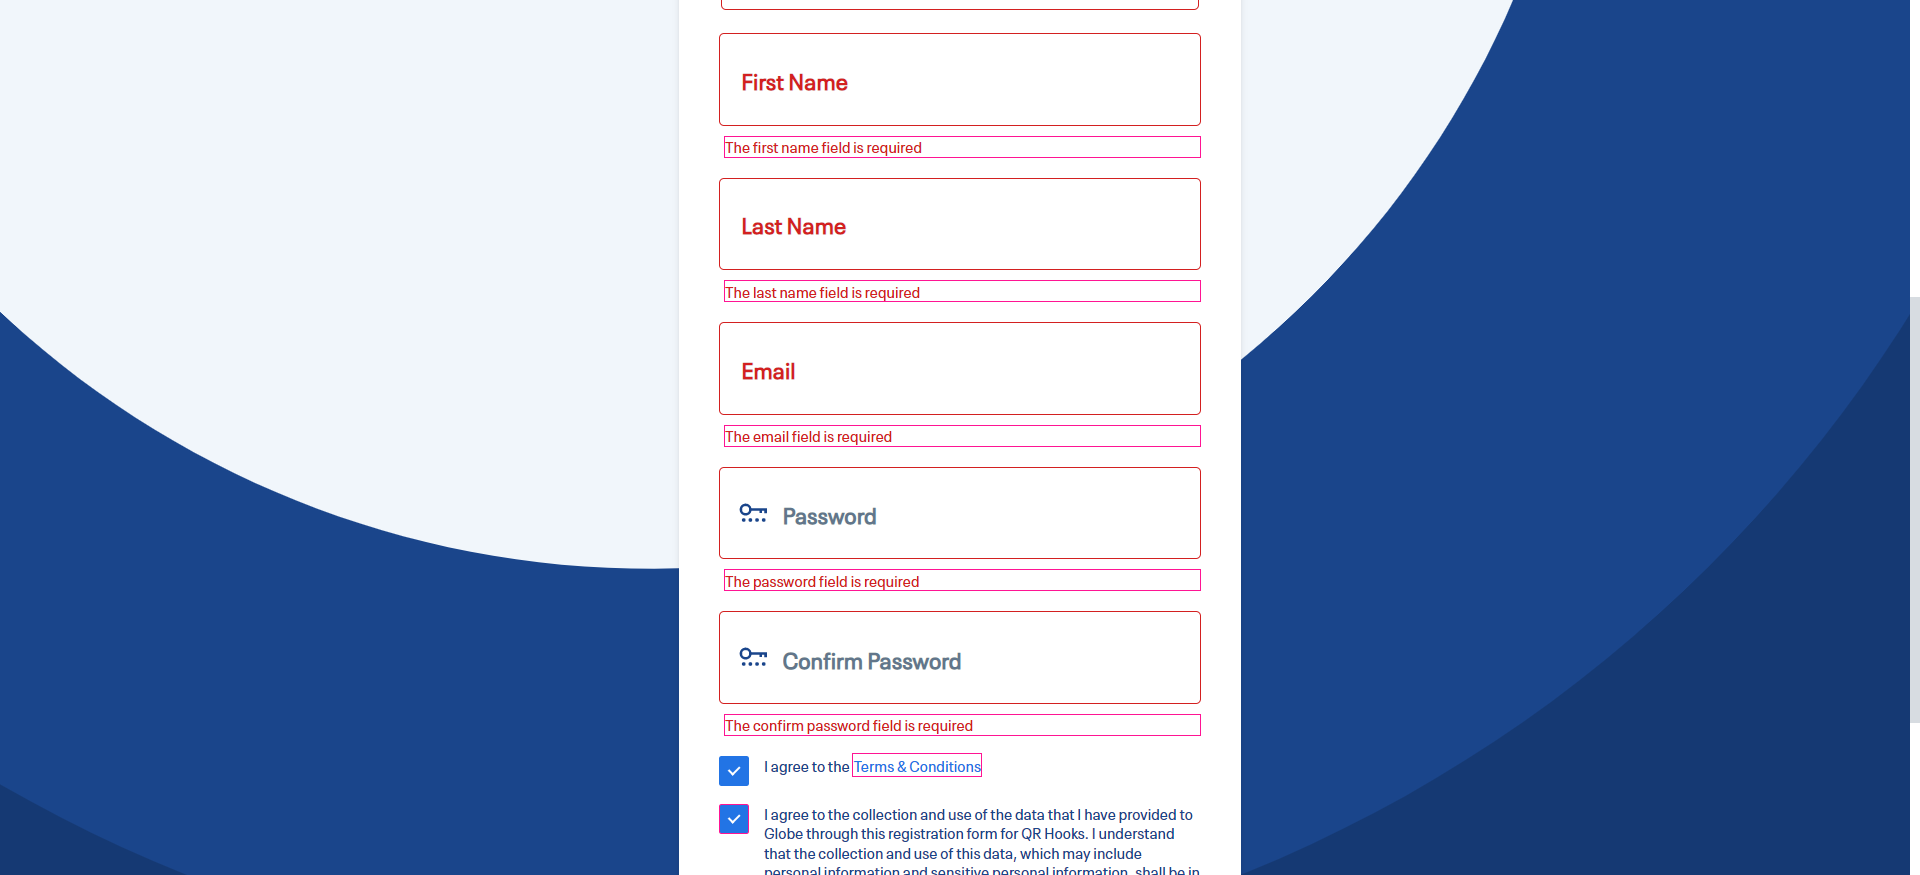 First Name
The first name field is required
Last Name
The last name field is required
Email
The email field is required
Password
The password field is required
Confirm Password
The confirm password field is required
I agree to the Terms & Conditions
I agree to the collection and use of the data that I have provided to
Globe through this registration form for QR Hooks. I understand
that the collection and use of this data, which may include
personal information and sensitive personal information, shall be in